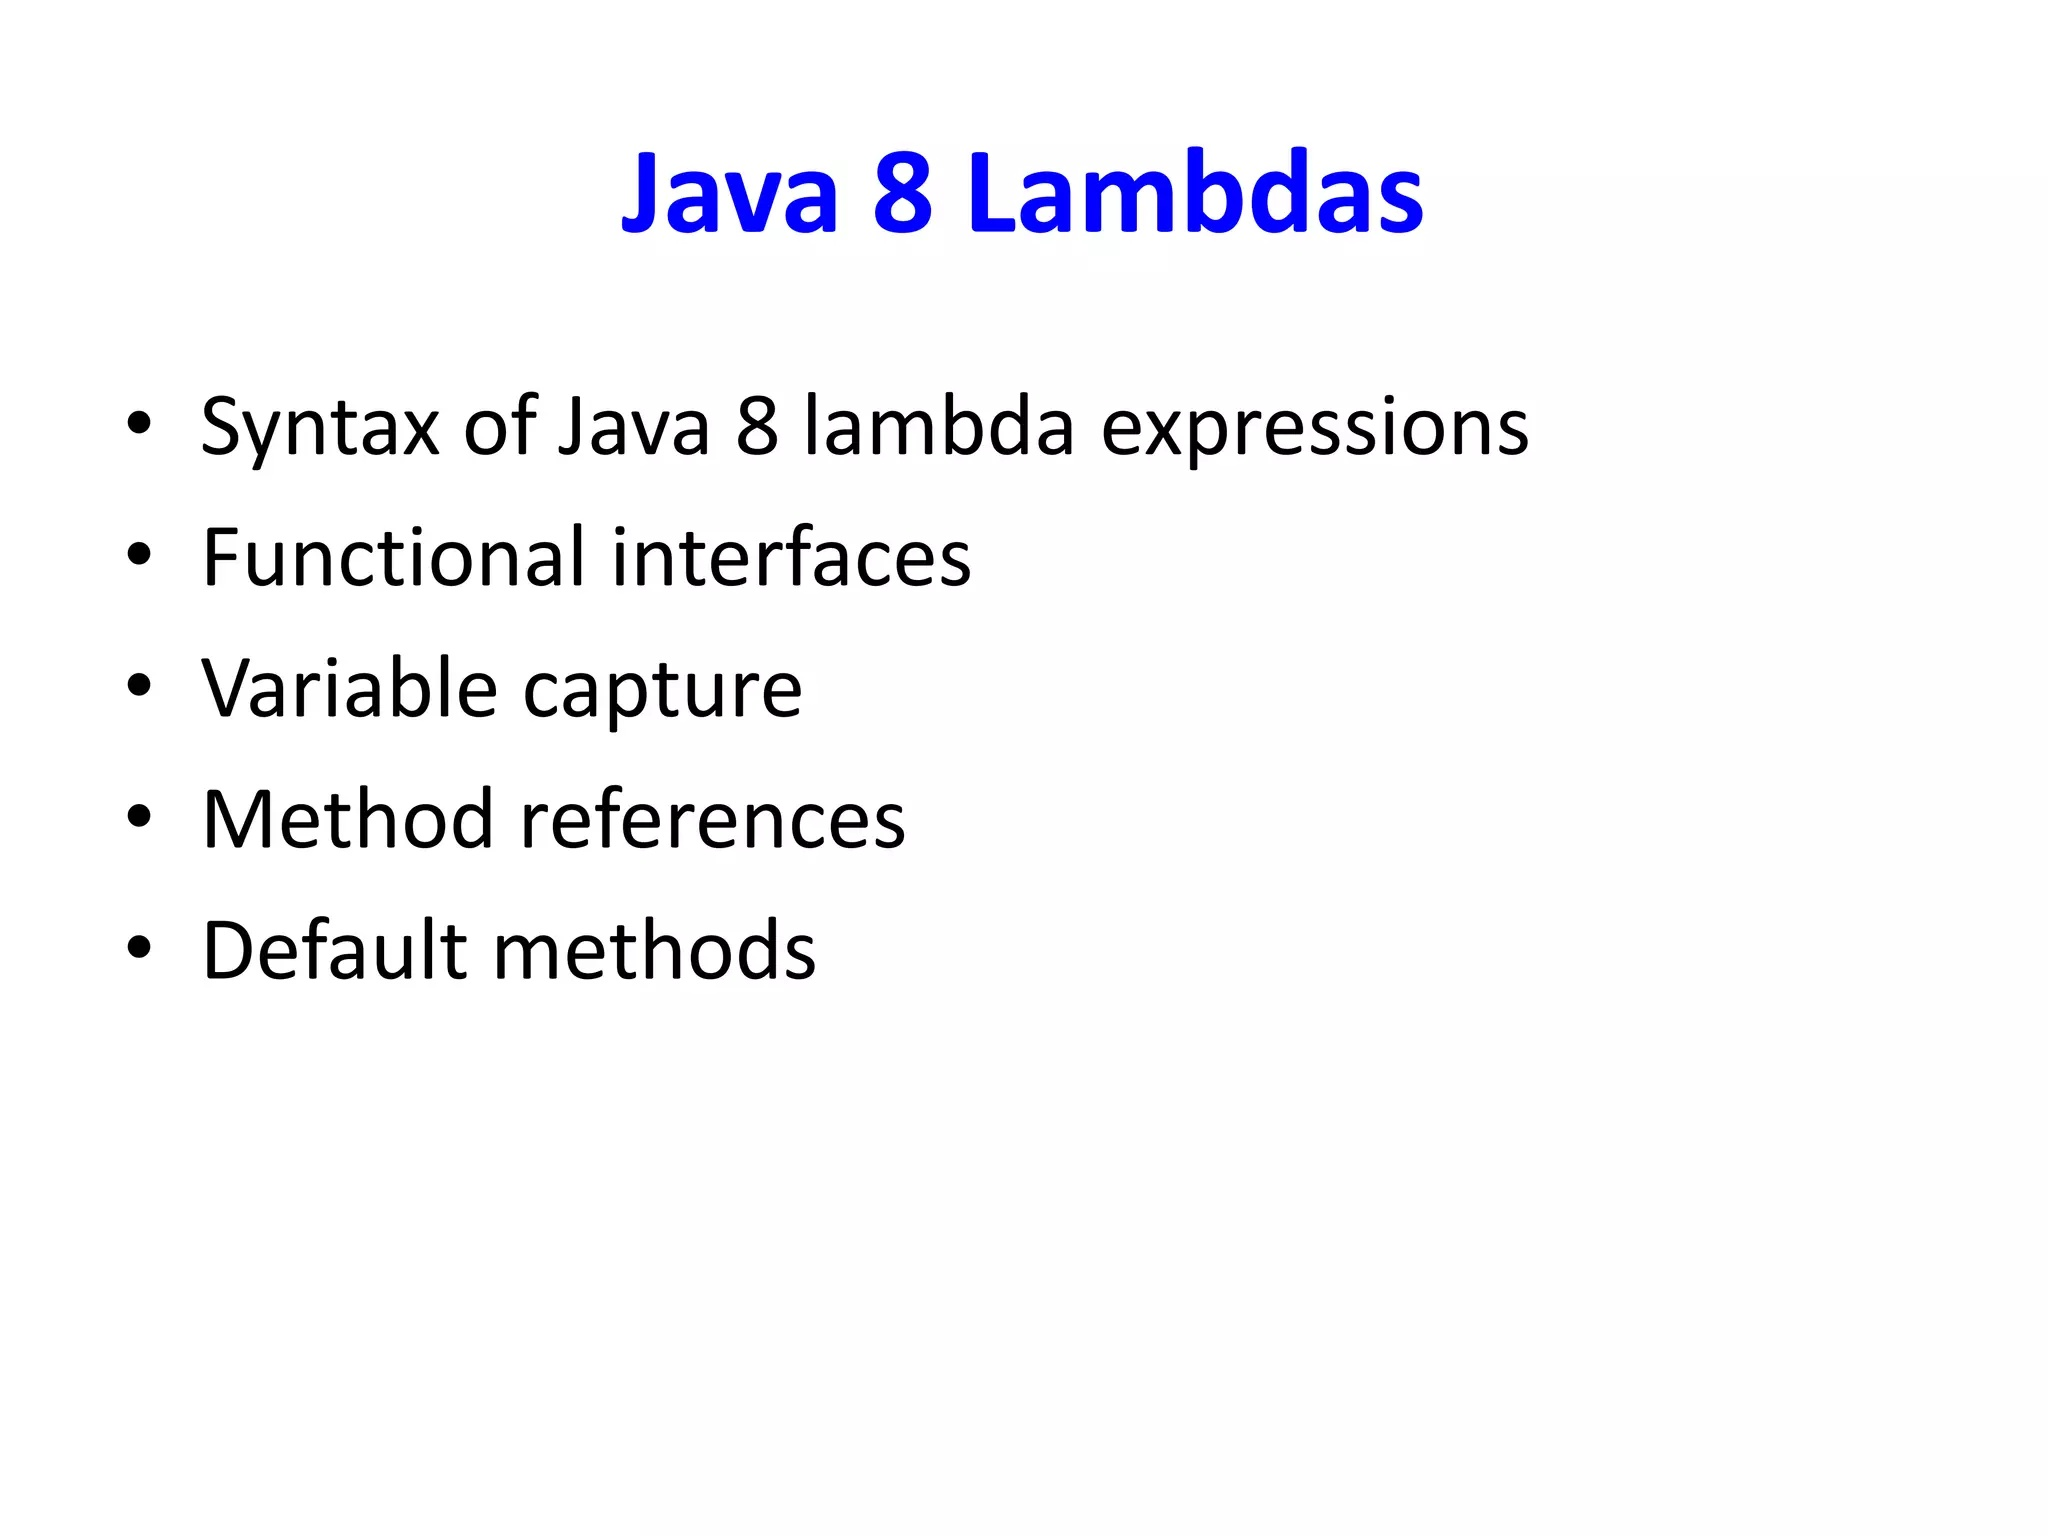 Java 8 Lambdas
• Syntax of Java 8 lambda expressions
• Functional interfaces
• Variable capture
• Method references
• Default methods